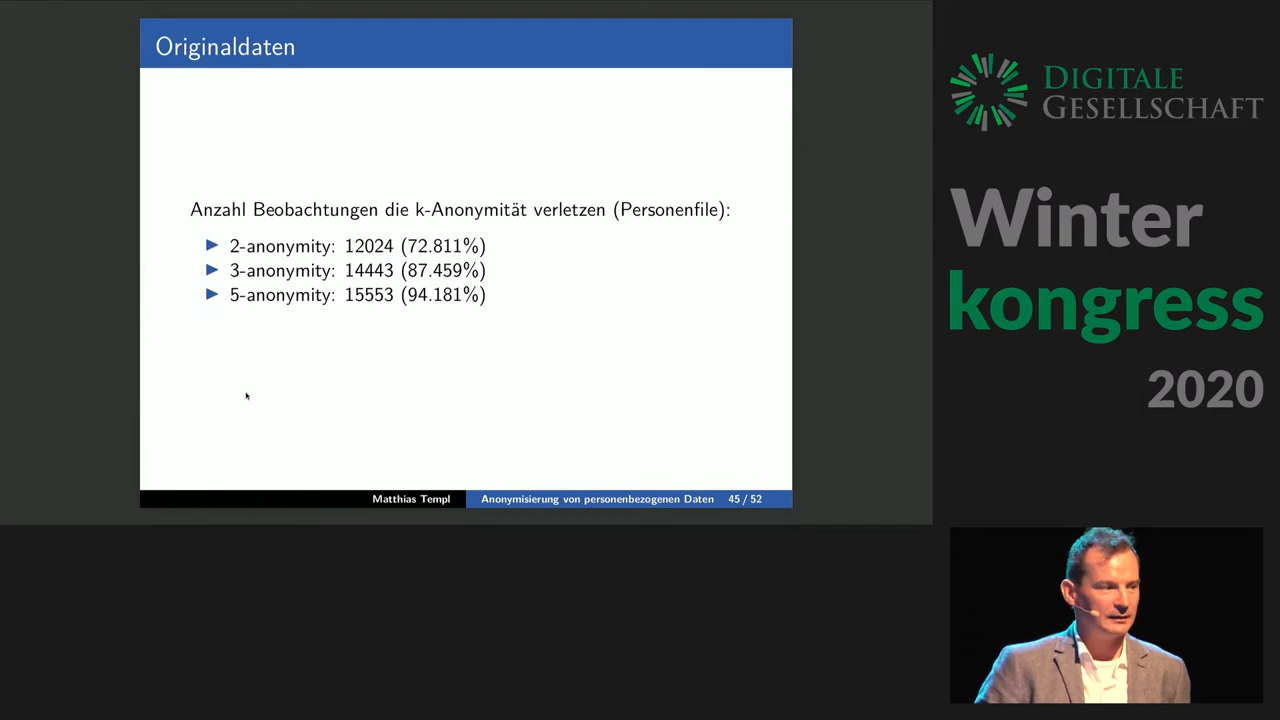 Originaldaten
Anzahl Beobachtungen die k-Anonymität verletzen (Personenfile):
2-anonymity: 12024 (72.811%)
3-anonymity: 14443 (87.459%)
5-anonymity: 15553 (94.181%)
Matthias Templ Anonymisierung von personenbezogenen Daten 45 / 52
DIGITALE
GESELLSCHAFT
Winter
kongress
2020